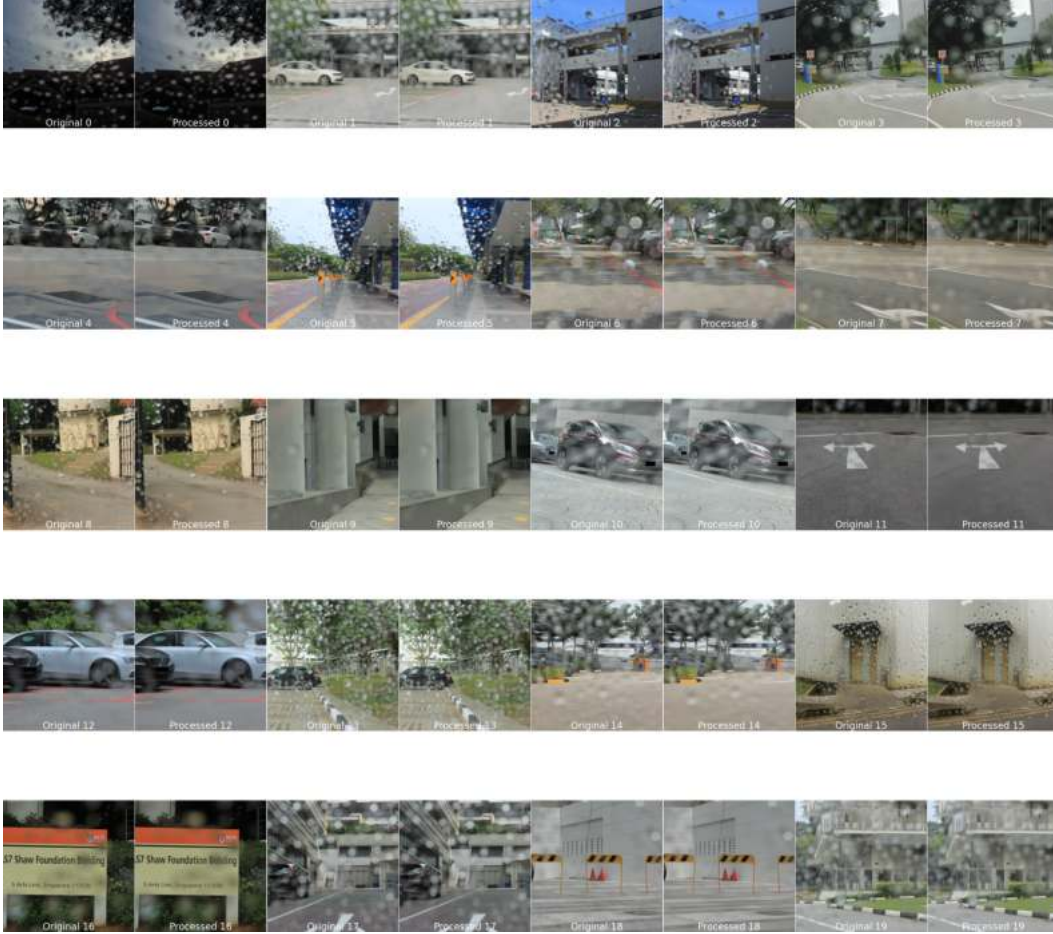 Original 0 Processed 0 Original 1 Processed 1 Original 2 Processed 2 Original 3 Processed 3
Original 4 Processed 4 Original 5 Processed 5 Original 6 Processed 6 Original 7 Processed 7
Original 8 Processed 8 Original 9 Processed 9 Original 10 Processed 10 Original 11 Processed 11
Original 12 Processed 12 Original 13 Processed 13 Original 14 Processed 14 Original 15 Processed 15
S7 Shaw Foundation Building S7 Shaw Foundation Building
Original 16 Processed 16 Original 17 Processed 17 Original 18 Processed 18 Original 19 Processed 19